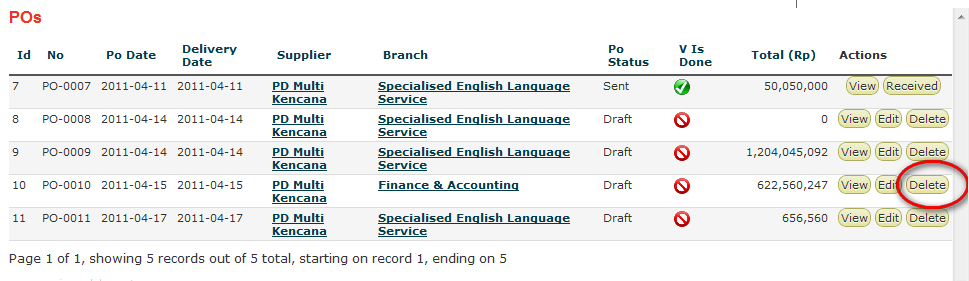 POs
Id No Po Date Delivery Date Supplier Branch Po Status V Is Done Total (Rp) Actions
7 PO-0007 2011-04-11 2011-04-11 PD Multi Kencana Specialised English Language Service Sent 50,050,000 View Received
8 PO-0008 2011-04-14 2011-04-14 PD Multi Kencana Specialised English Language Service Draft 0 View Edit Delete
9 PO-0009 2011-04-14 2011-04-14 PD Multi Kencana Specialised English Language Service Draft 1,204,045,092 View Edit Delete
10 PO-0010 2011-04-15 2011-04-15 PD Multi Kencana Finance & Accounting Draft 622,560,247 View Edit Delete
11 PO-0011 2011-04-17 2011-04-17 PD Multi Kencana Specialised English Language Service Draft 656,560 View Edit Delete
Page 1 of 1, showing 5 records out of 5 total, starting on record 1, ending on 5